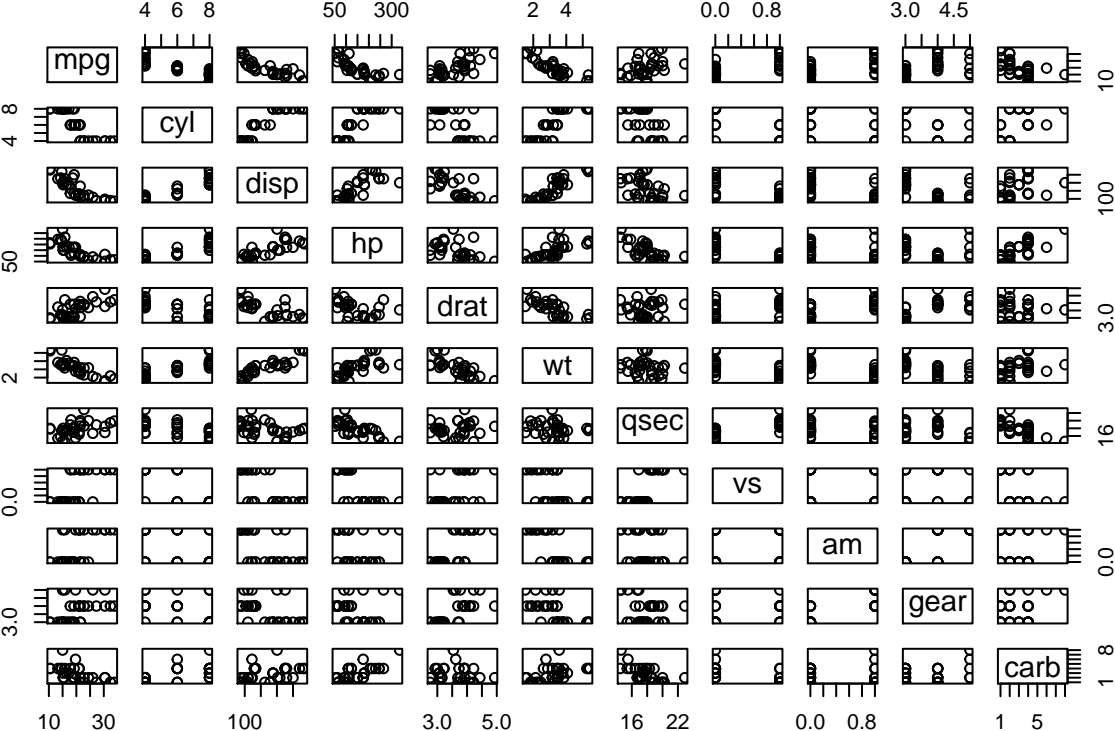 4 6 8 50 300 2 4 0.0 0.8 3.0 4.5
mpg 10
8 4 cyl
disp 100
50 hp
drat 3.0
2 wt
qsec 16
0.0 vs
am 0.0
3.0 gear
carb 8 1
10 30 100 3.0 5.0 16 22 0.0 0.8 1 5